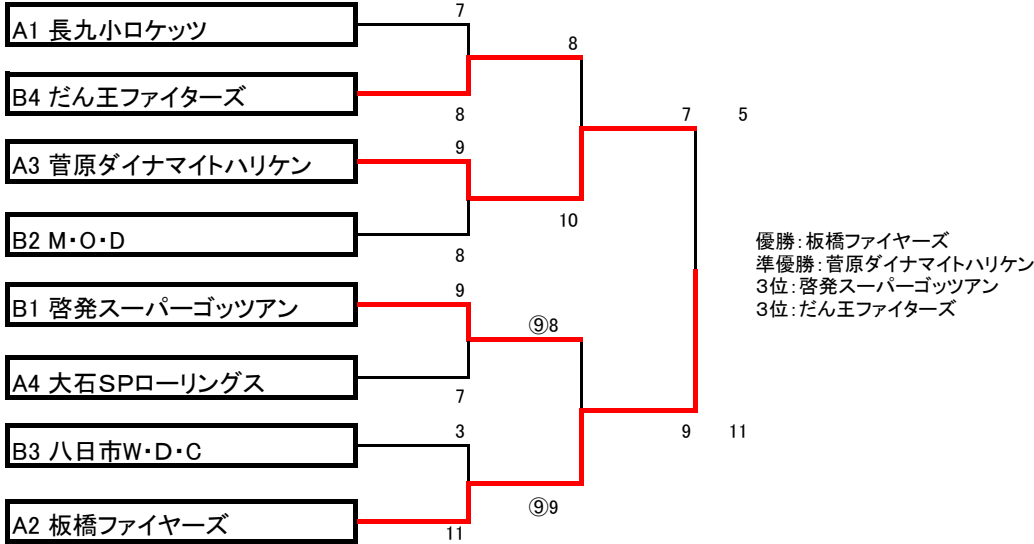 7
A1 長九小ロケッツ
8
B4 だん王ファイターズ
8
7 5
9
A3 菅原ダイナマイトハリケン
10
B2 M・O・D
8
優勝：板橋ファイヤーズ
準優勝：菅原ダイナマイトハリケン
3位：啓発スーパーゴッツアン
3位：だん王ファイターズ
9
B1 啓発スーパーゴッツアン
⑨8
A4 大石SPローリングス
7
3
9 11
B3 八日市W・D・C
⑨9
A2 板橋ファイヤーズ
11